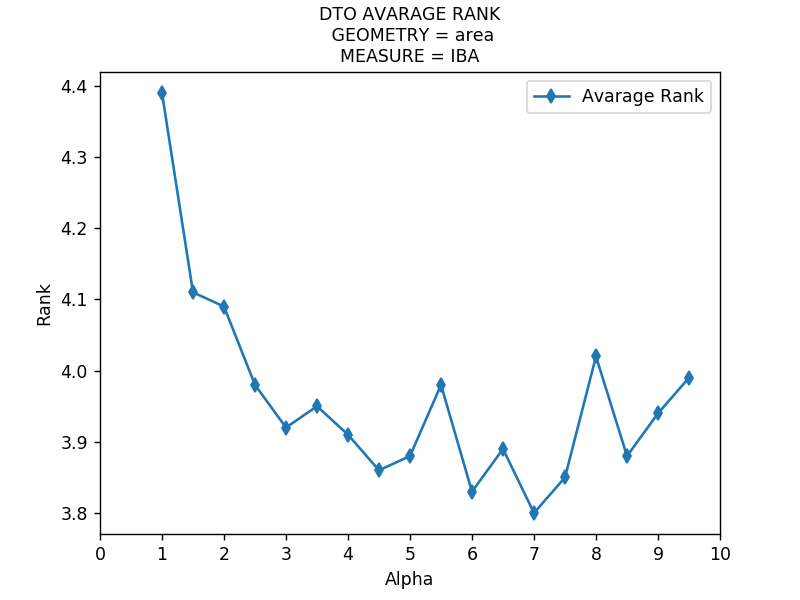 DTO AVARAGE RANK
GEOMETRY = area
MEASURE = IBA
Avarage Rank
4.4
4.3
4.2
4.1
4.0
3.9
3.8
Rank
0 1 2 3 4 5 6 7 8 9 10
Alpha